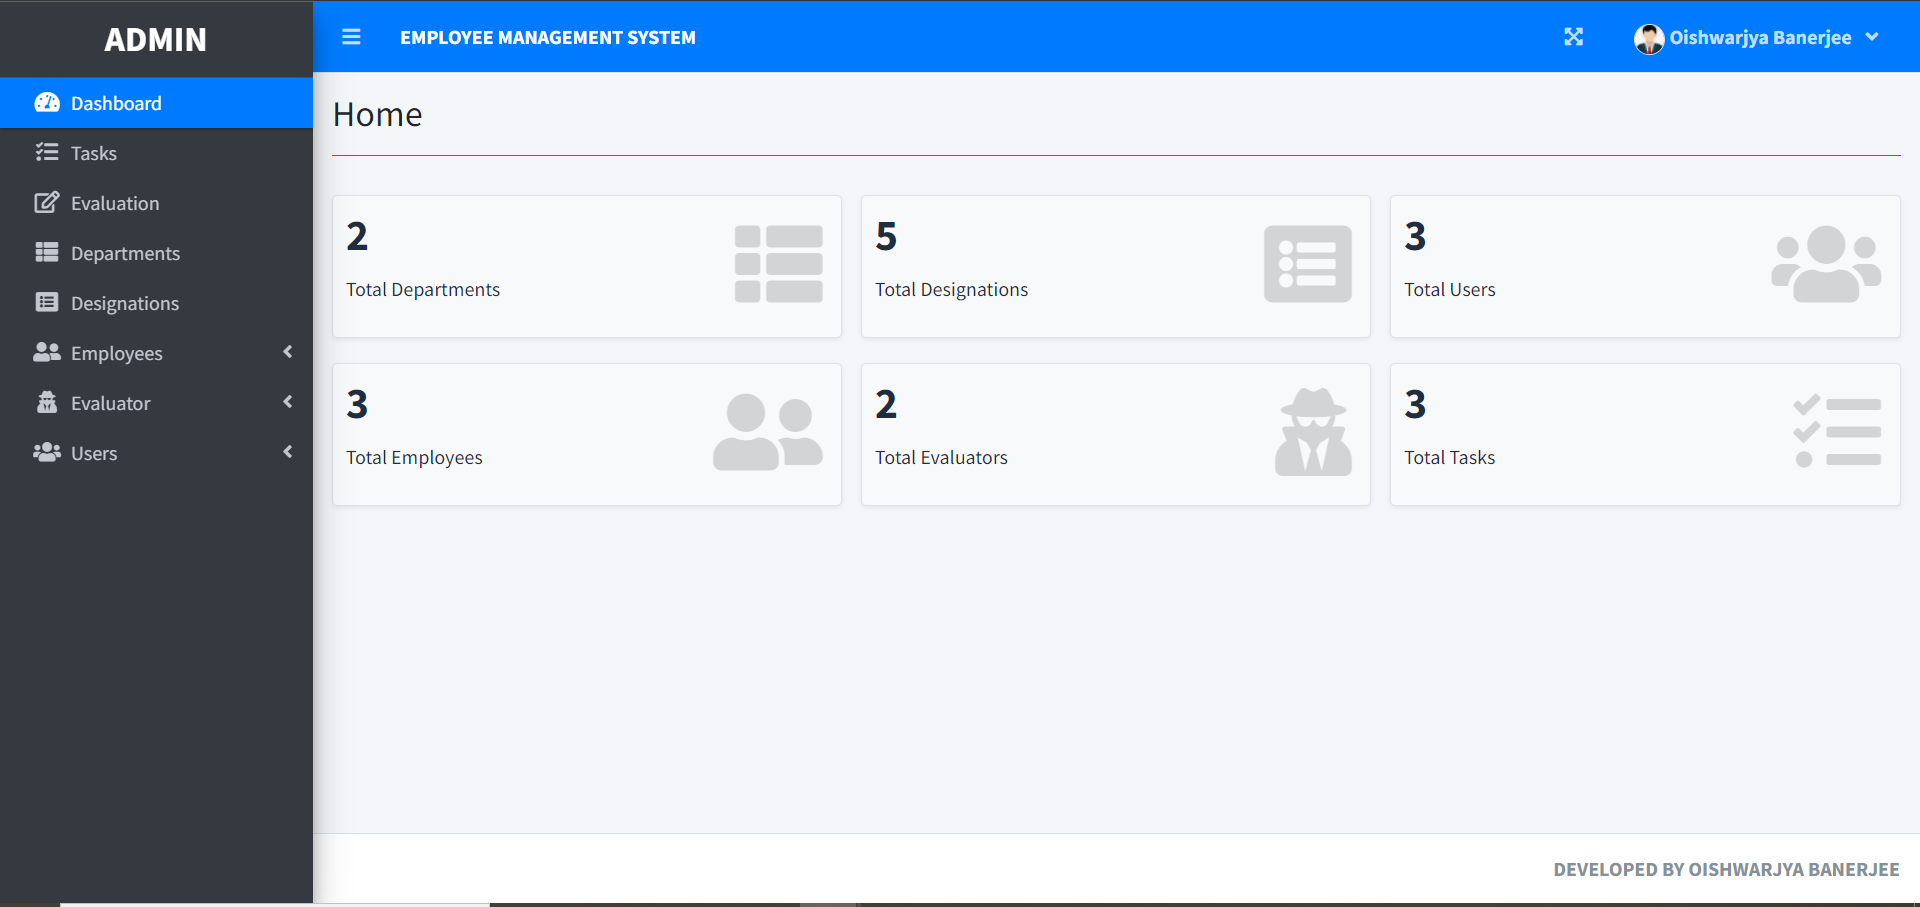 ADMIN
EMPLOYEE MANAGEMENT SYSTEM
Oishwarjya Banerjee
Dashboard
Tasks
Evaluation
Departments
Designations
Employees
Evaluator
Users
Home
2
Total Departments
5
Total Designations
3
Total Users
3
Total Employees
2
Total Evaluators
3
Total Tasks
DEVELOPED BY OISHWARJYA BANERJEE